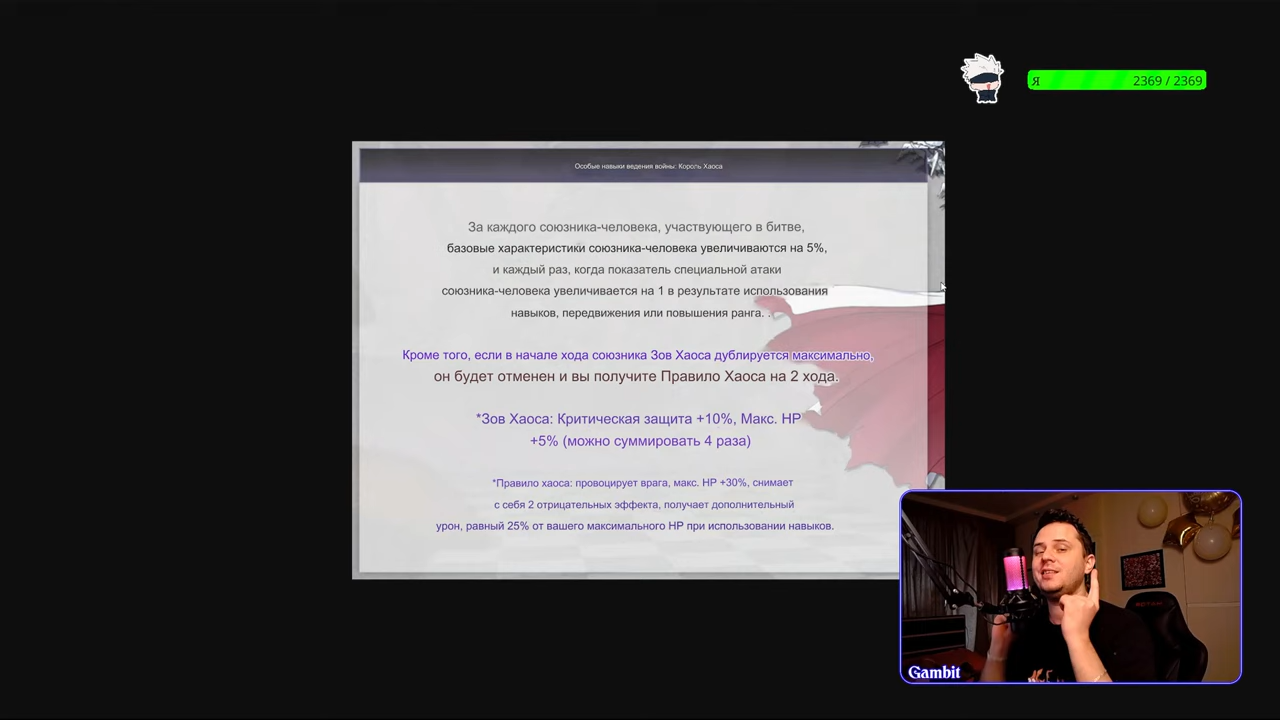 Я 2369 / 2369
Особые навыки ведения войны: Король Хаоса
За каждого союзника-человека, участвующего в битве,
базовые характеристики союзника-человека увеличиваются на 5%,
и каждый раз, когда показатель специальной атаки
союзника-человека увеличивается на 1 в результате использования
навыков, передвижения или повышения ранга. .
Кроме того, если в начале хода союзника Зов Хаоса дублируется максимально,
он будет отменен и вы получите Правило Хаоса на 2 хода.
*Зов Хаоса: Критическая защита +10%, Макс. HP
+5% (можно суммировать 4 раза)
*Правило хаоса: провоцирует врага, макс. HP +30%, снимает
с себя 2 отрицательных эффекта, получает дополнительный
урон, равный 25% от вашего максимального HP при использовании навыков.
Gambit